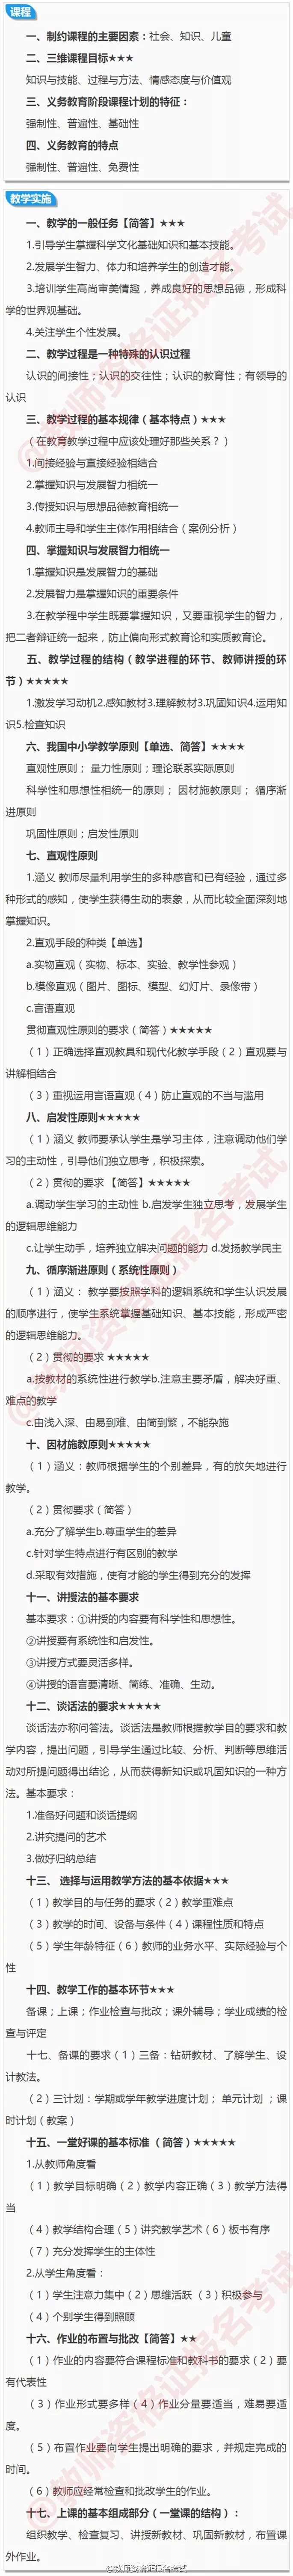 课程
一、制约课程的主要因素：社会、知识、儿童
二、三维课程目标★★★
知识与技能、过程与方法、情感态度与价值观
三、义务教育阶段课程计划的特征：
强制性、普遍性、基础性
四、义务教育的特点
强制性、普遍性、免费性
教学实施
一、教学的一般任务【简答】★★★
1.引导学生掌握科学文化基础知识和基本技能。
2.发展学生智力、体力和培养学生的创造才能。
3.培训学生高尚审美情趣，养成良好的思想品德，形成科
学的世界观基础。
4.关注学生个性发展。
二、教学过程是一种特殊的认识过程
认识的间接性；认识的交往性；认识的教育性；有领导的
认识
三、教学过程的基本规律（基本特点）★★★
（在教育教学过程中应该处理好那些关系？）
1.间接经验与直接经验相结合
2.掌握知识与发展智力相统一
3.传授知识与思想品德教育相统一
4.教师主导和学生主体作用相结合（案例分析）
四、掌握知识与发展智力相统一
1.掌握知识是发展智力的基础
2.发展智力是掌握知识的重要条件
3.在教学程中学生既要掌握知识，又要重视学生的智力，
把二者辩证统一起来，防止偏向形式教育论和实质教育论。
五、教学过程的结构（教学进程的环节、教师讲授的环
节）★★★★★
1.激发学习动机2.感知教材3.理解教材3.巩固知识4.运用知
识5.检查知识
六、我国中小学教学原则【单选、简答】★★★★
直观性原则； 量力性原则；理论联系实际原则
科学性和思想性相统一的原则； 因材施教原则； 循序渐
进原则
巩固性原则；启发性原则
七、直观性原则
1.涵义 教师尽量利用学生的多种感官和已有经验，通过多
种形式的感知，使学生获得生动的表象，从而比较全面深刻地
掌握知识。
2.直观手段的种类【单选】
a.实物直观（实物、标本、实验、教学性参观）
b.模像直观（图片、图标、模型、幻灯片、录像带）
c.言语直观
贯彻直观性原则的要求（简答）★★★★★
（1）正确选择直观教具和现代化教学手段（2）直观要与
讲解相结合
（3）重视运用言语直观（4）防止直观的不当与滥用
八、启发性原则★★★★★
（1）涵义 教师要承认学生是学习主体，注意调动他们学
习的主动性，引导他们独立思考，积极探索。
（2）贯彻的要求【简答】★★★★★
a.调动学生学习的主动性 b.启发学生独立思考，发展学生
的逻辑思维能力
c.让学生动手，培养独立解决问题的能力 d.发扬教学民主
九、循序渐进原则（系统性原则）
（1）涵义： 教学要按照学科的逻辑系统和学生认识发展
的顺序进行，使学生系统掌握基础知识、基本技能，形成严密
的逻辑思维能力。
（2）贯彻的要求 ★★★★★
a.按教材的系统性进行教学b.注意主要矛盾，解决好重、
难点的教学
c.由浅入深、由易到难、由简到繁，不能杂施
十、因材施教原则★★★★★
（1）涵义：教师根据学生的个别差异，有的放矢地进行
教学。
（2）贯彻要求（简答）
a.充分了解学生b.尊重学生的差异
c.针对学生特点进行有区别的教学
d.采取有效措施，使有才能的学生得到充分的发挥
十一、讲授法的基本要求
基本要求：①讲授的内容要有科学性和思想性。
②讲授要有系统性和启发性。
③讲授方式要灵活多样。
④讲授的语言要清晰、简练、准确、生动。
十二、谈话法的要求★★★★★
谈话法亦称问答法。谈话法是教师根据教学目的要求和教
学内容，提出问题，引导学生通过比较、分析、判断等思维活
动对所提问题得出结论，从而获得新知识或巩固知识的一种方
法。基本要求：
1.准备好问题和谈话提纲
2.讲究提问的艺术
3.做好归纳总结
十三、 选择与运用教学方法的基本依据★★★
（1）教学目的与任务的要求（2）教学重难点
（3）教学的时间、设备与条件（4）课程性质和特点
（5）学生年龄特征（6）教师的业务水平、实际经验与个
性
十四、教学工作的基本环节★★★
备课；上课；作业检查与批改；课外辅导；学业成绩的检
查与评定
十七、备课的要求（1）三备：钻研教材、了解学生、设
计教法。
（2）三计划：学期或学年教学进度计划； 单元计划 ；课
时计划（教案）
十五、一堂好课的基本标准 （简答）★★★★★
1.从教师角度看
（1）教学目标明确（2）教学内容正确（3）教学方法得
当
（4）教学结构合理（5）讲究教学艺术（6）板书有序
（7）充分发挥学生的主体性
2.从学生角度看：
（1）学生注意力集中（2）思维活跃 （3）积极参与
（4）个别学生得到照顾
十六、作业的布置与批改【简答】★★
（1）作业的内容要符合课程标准和教科书的要求（2）要
有代表性
（3）作业形式要多样（4）作业分量要适当，难易要适
度。
（5）布置作业要向学生提出明确的要求，并规定完成的
时间。
（6）教师应经常检查和批改学生的作业。
十七、上课的基本组成部分（一堂课的结构）：
组织教学、检查复习、讲授新教材、巩固新教材，布置课
外作业。
@教师资格证报名考试